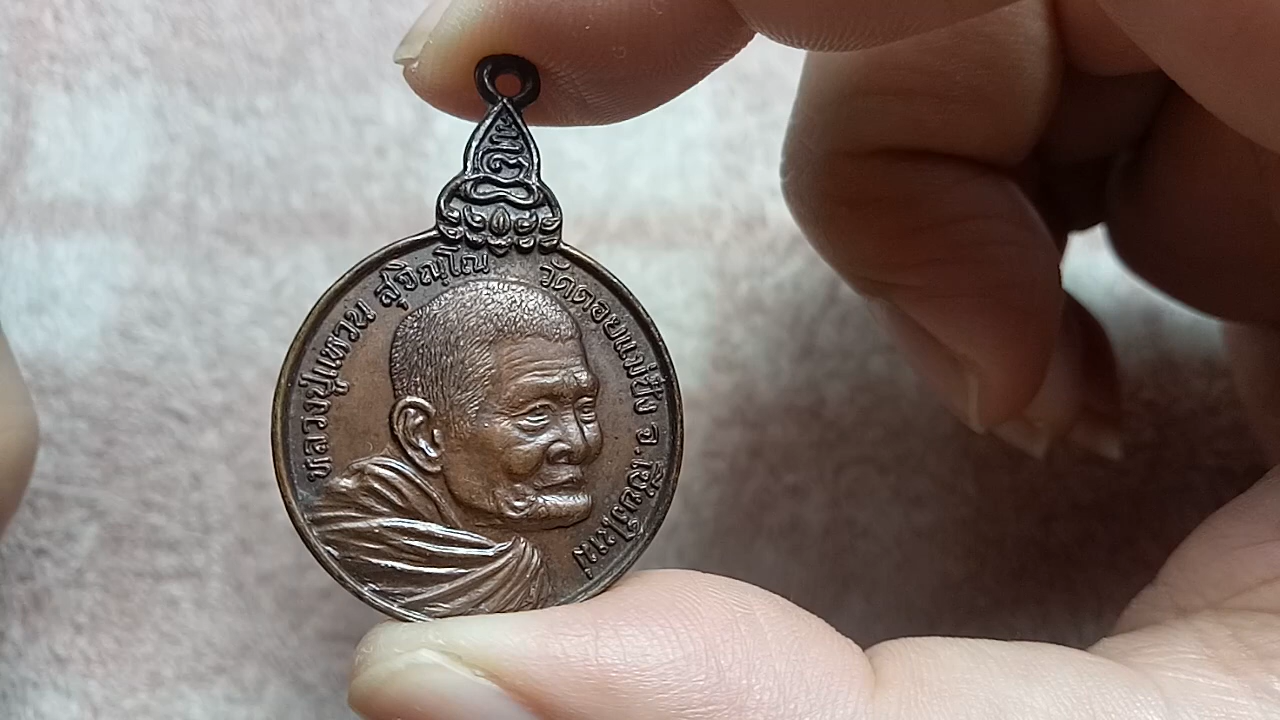 หลวงปู่แหวน สุจิณฺโณ
วัดดอยแม่ปั๋ง จ.เชียงใหม่